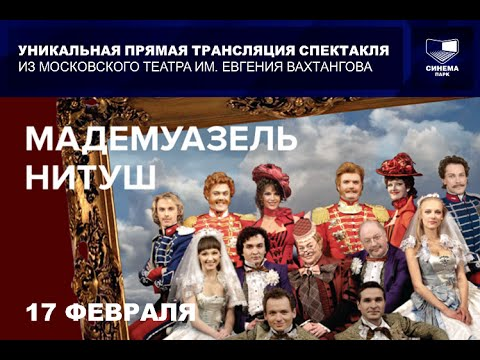 УНИКАЛЬНАЯ ПРЯМАЯ ТРАНСЛЯЦИЯ СПЕКТАКЛЯ
ИЗ МОСКОВСКОГО ТЕАТРА ИМ. ЕВГЕНИЯ ВАХТАНГОВА
СИНЕМА
ПАРК
МАДЕМУАЗЕЛЬ
НИТУШ
17 ФЕВРАЛЯ